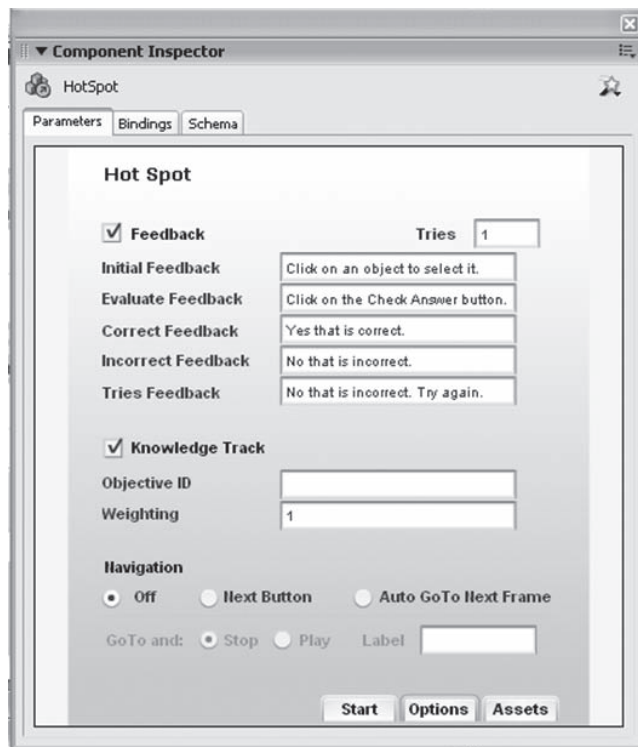 Component Inspector
HotSpot
Parameters Bindings Schema
Hot Spot
Feedback Tries 1
Initial Feedback Click on an object to select it.
Evaluate Feedback Click on the Check Answer button.
Correct Feedback Yes that is correct.
Incorrect Feedback No that is incorrect.
Tries Feedback No that is incorrect. Try again.
Knowledge Track
Objective ID
Weighting 1
Navigation
Off Next Button Auto GoTo Next Frame
GoTo and: Stop Play Label
Start Options Assets